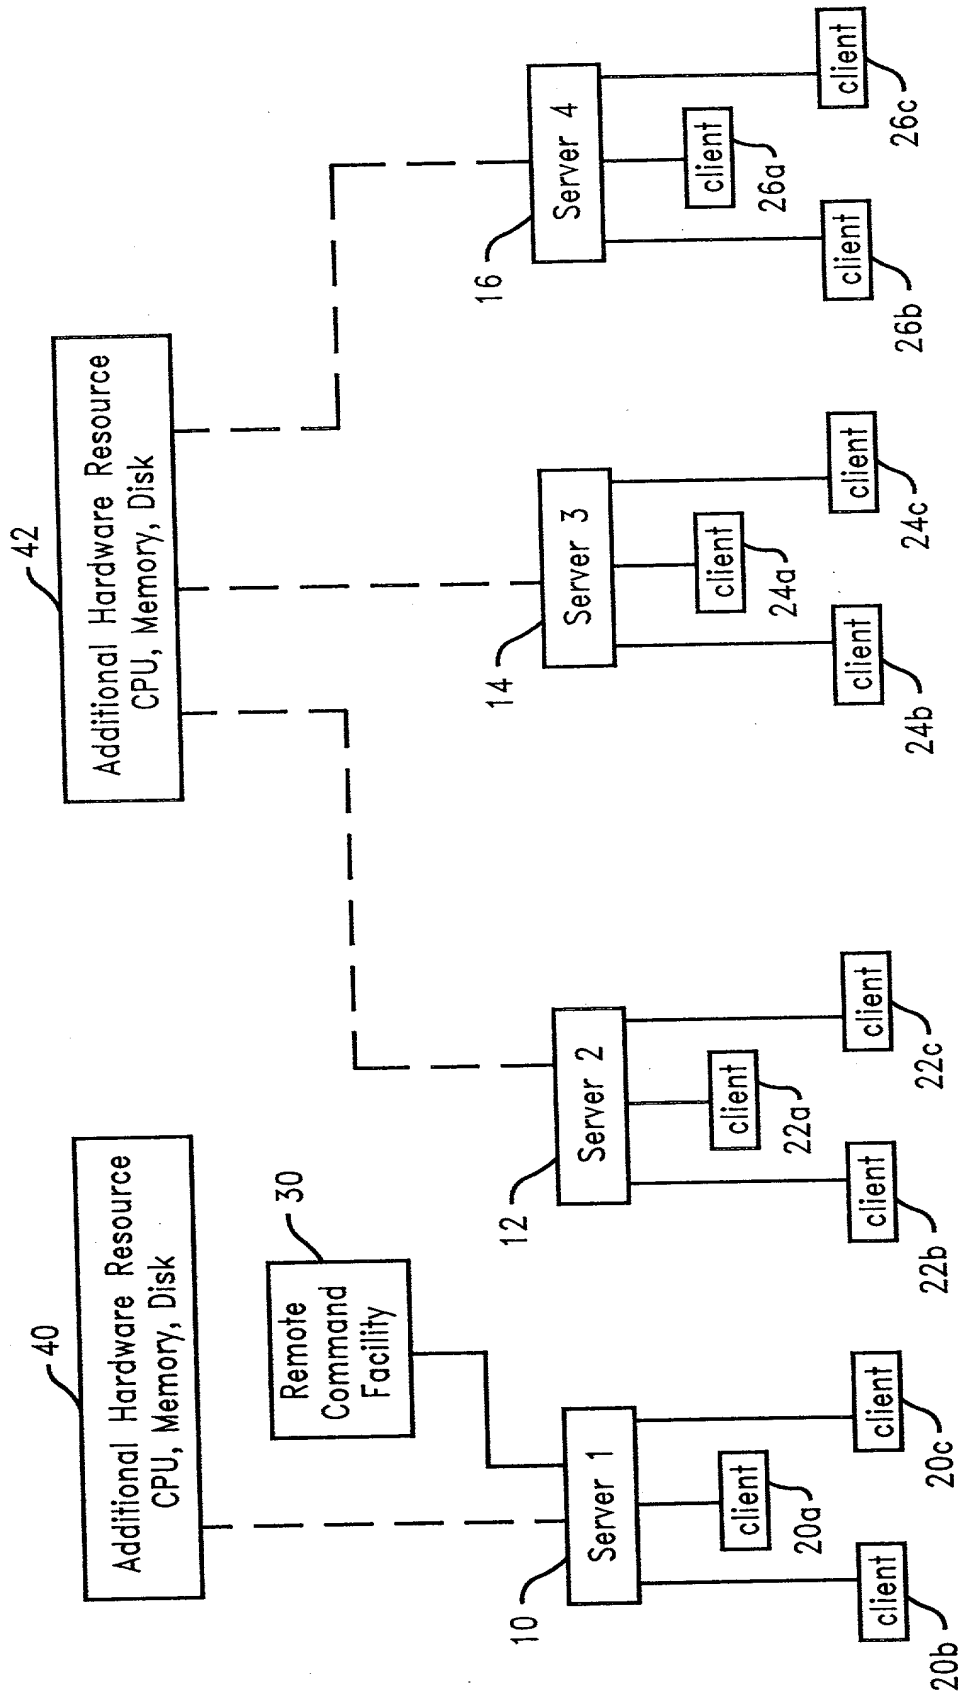 40
Additional Hardware Resource
CPU, Memory, Disk
42
Additional Hardware Resource
CPU, Memory, Disk
30
Remote
Command
Facility
10
Server 1
12
Server 2
14
Server 3
16
Server 4
client
20b
client
20a
client
20c
client
22b
client
22a
client
22c
client
24b
client
24a
client
24c
client
26b
client
26a
client
26c